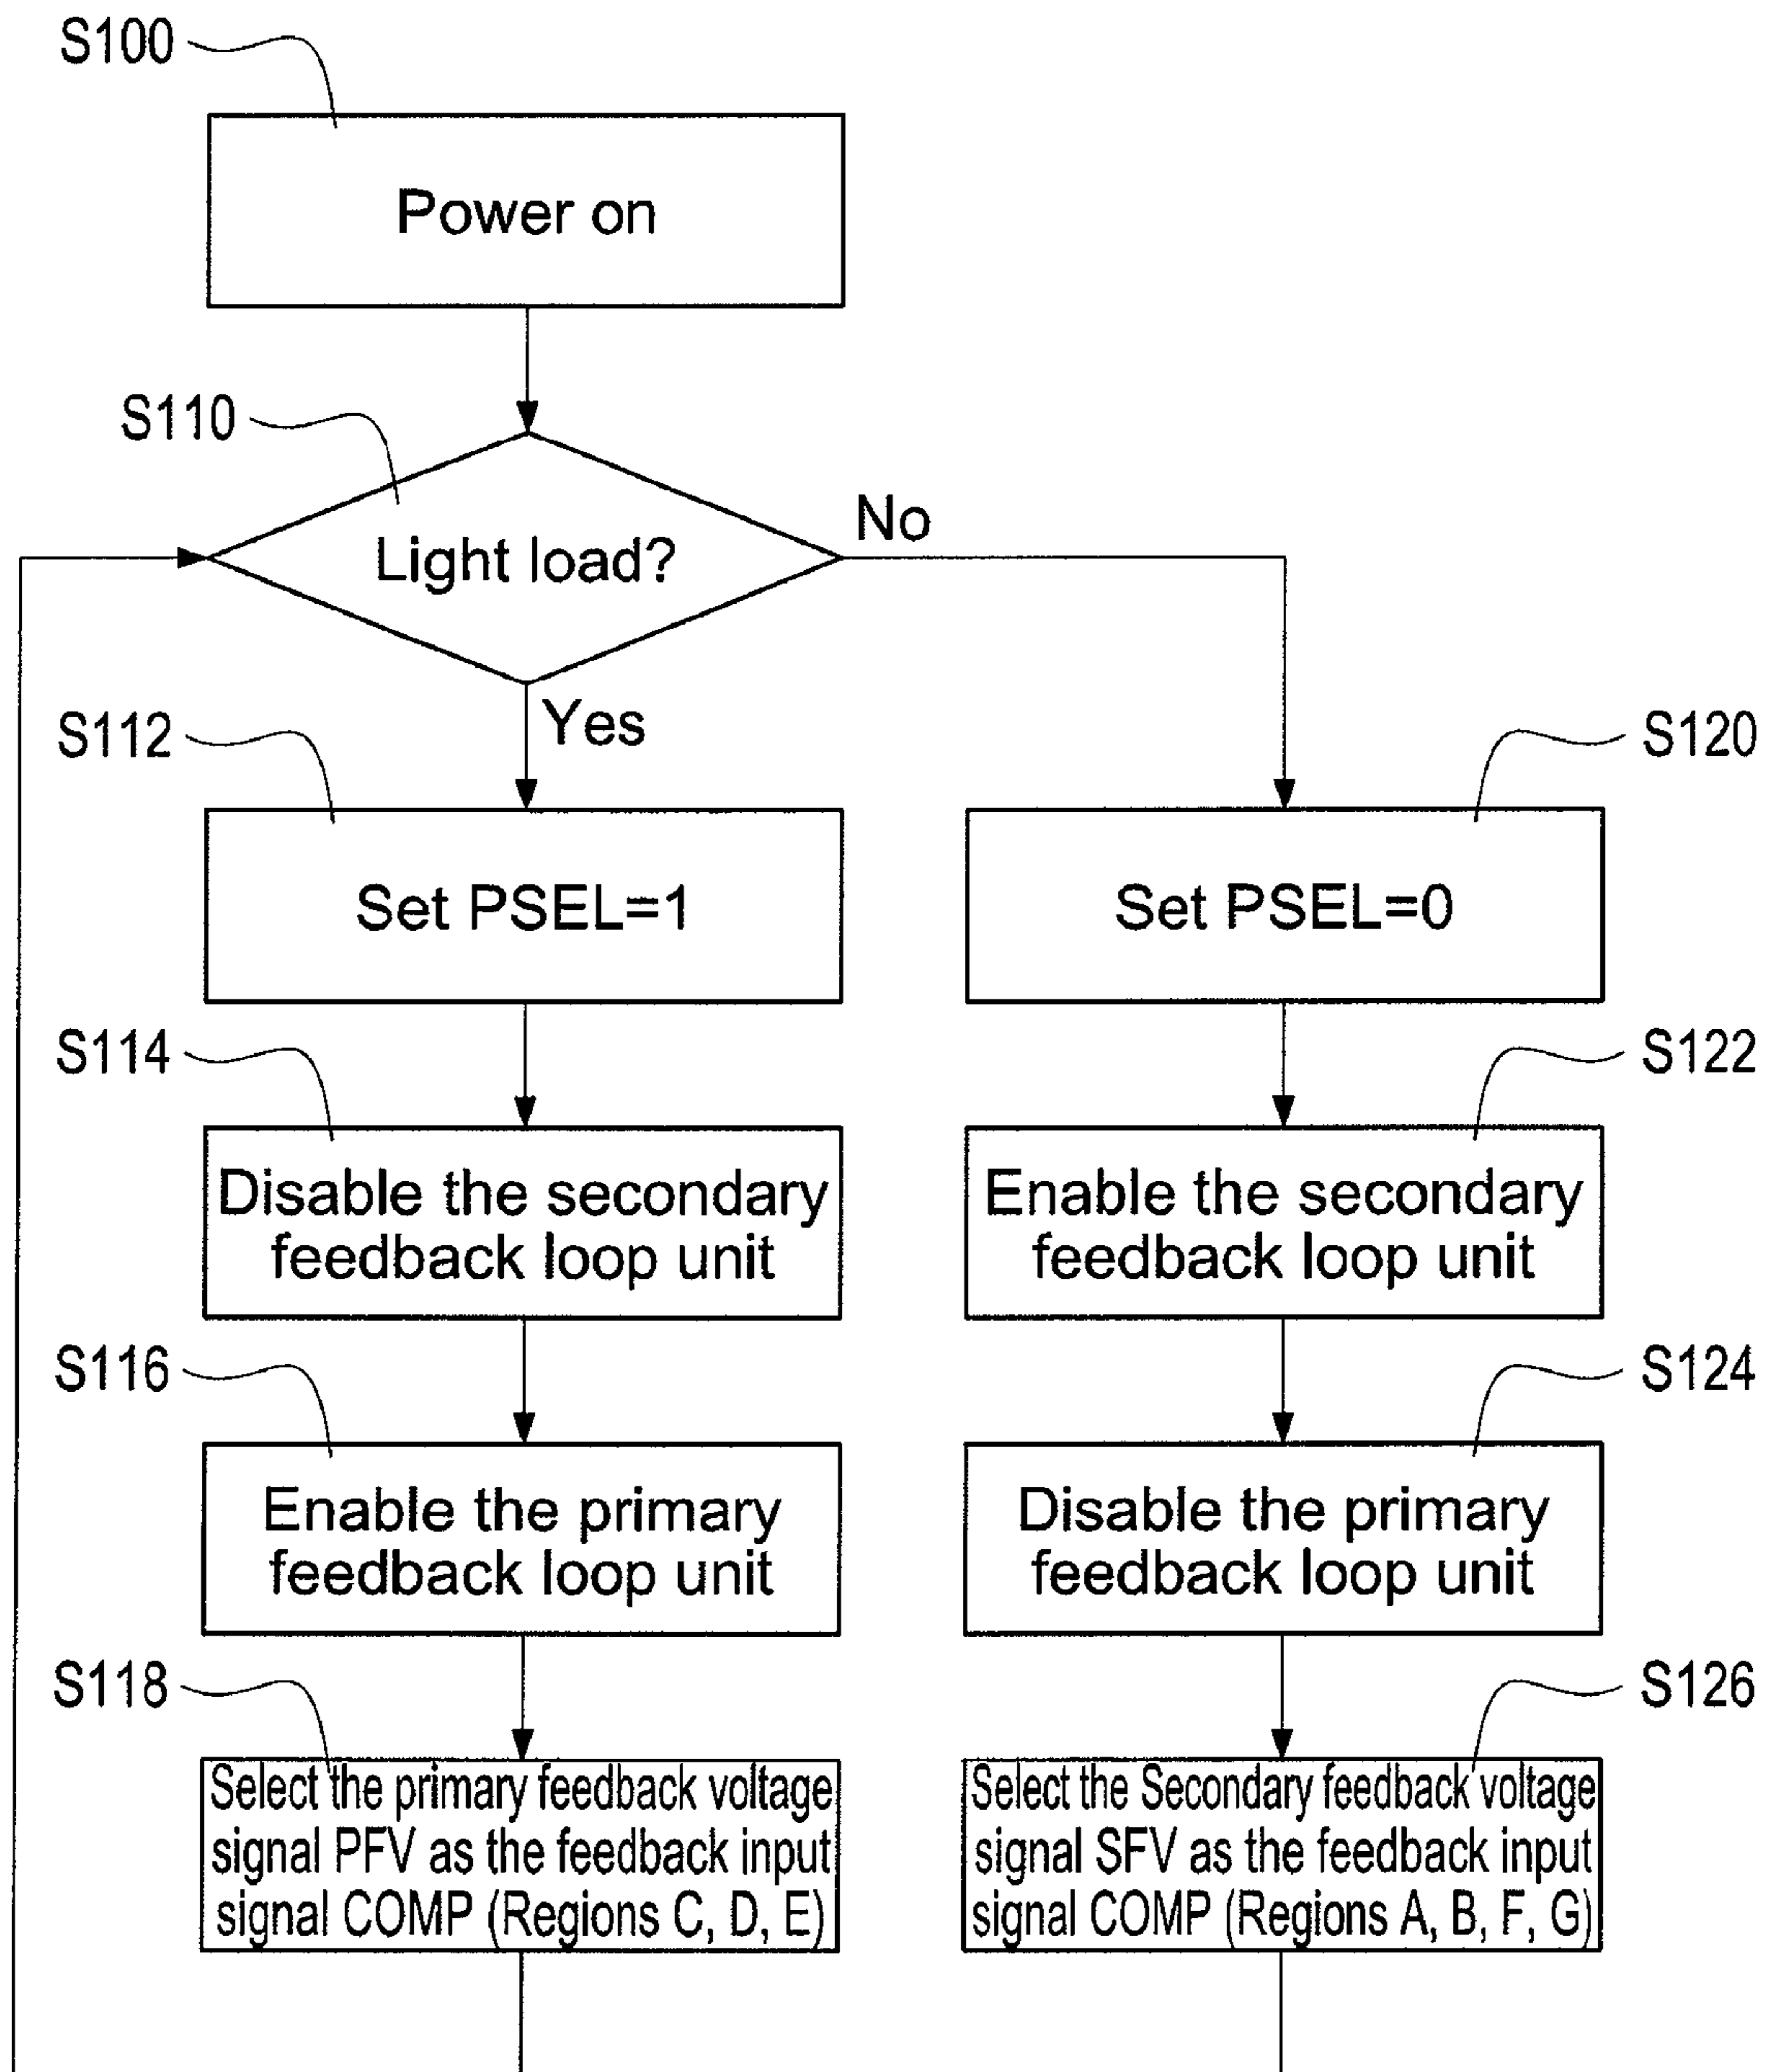 S100
Power on
S110
Light load?
No
Yes
S112
Set PSEL=1
S120
Set PSEL=0
S114
Disable the secondary
feedback loop unit
S122
Enable the secondary
feedback loop unit
S116
Enable the primary
feedback loop unit
S124
Disable the primary
feedback loop unit
S118
Select the primary feedback voltage
signal PFV as the feedback input
signal COMP (Regions C, D, E)
S126
Select the Secondary feedback voltage
signal SFV as the feedback input
signal COMP (Regions A, B, F, G)